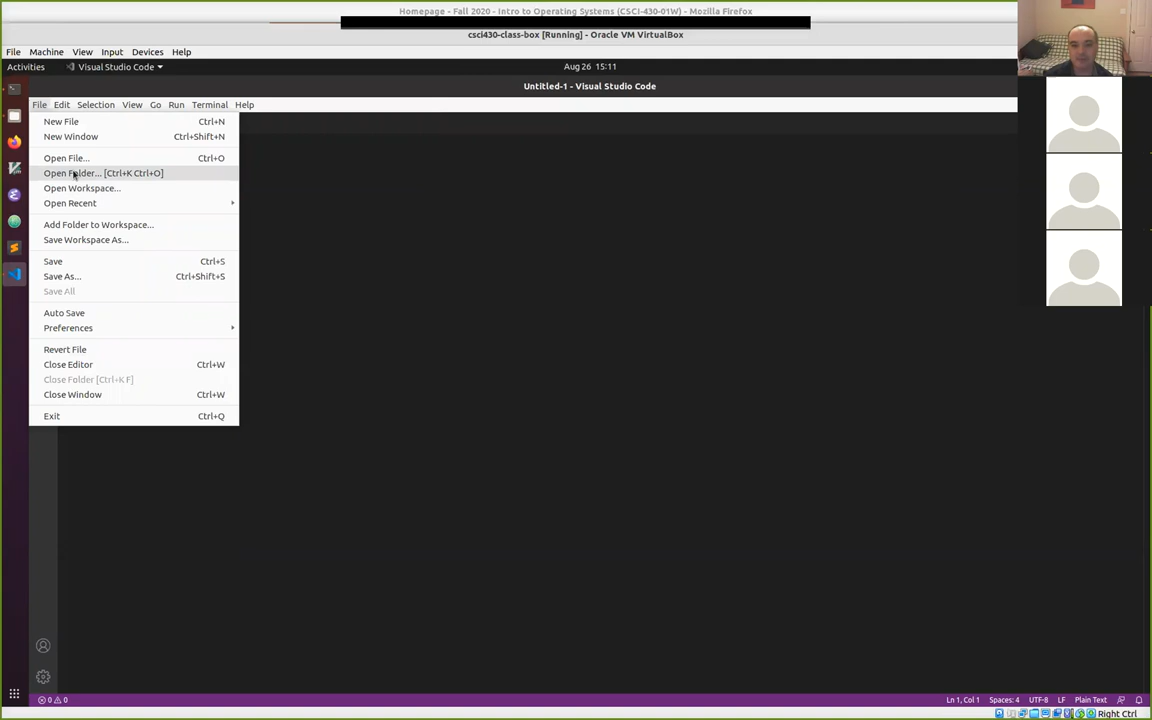 Homepage - Fall 2020 - Intro to Operating Systems (CSCI-430-01W) - Mozilla Firefox
csci430-class-box [Running] - Oracle VM VirtualBox
File Machine View Input Devices Help
Activities Visual Studio Code Aug 26 15:11
Untitled-1 - Visual Studio Code
File Edit Selection View Go Run Terminal Help
New File Ctrl+N
New Window Ctrl+Shift+N
Open File... Ctrl+O
Open Folder... [Ctrl+K Ctrl+O]
Open Workspace...
Open Recent
Add Folder to Workspace...
Save Workspace As...
Save Ctrl+S
Save As... Ctrl+Shift+S
Save All
Auto Save
Preferences
Revert File
Close Editor Ctrl+W
Close Folder [Ctrl+K F]
Close Window Ctrl+W
Exit Ctrl+Q
0 0 Ln 1, Col 1 Spaces: 4 UTF-8 LF Plain Text
Right Ctrl